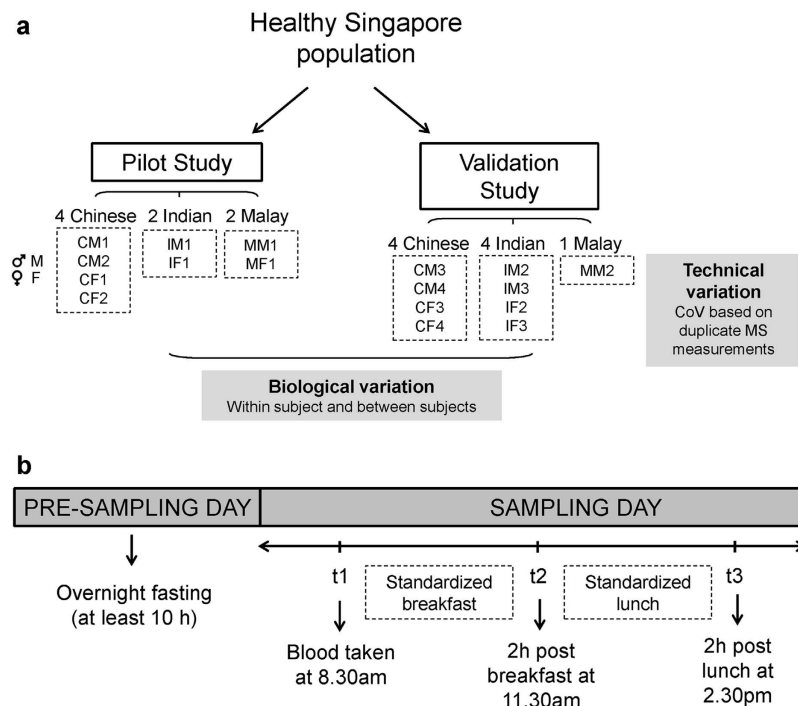 a
Healthy Singapore
population
Pilot Study
4 Chinese 2 Indian 2 Malay
♂ M
♀ F
CM1
CM2
CF1
CF2
IM1
IF1
MM1
MF1
Validation
Study
4 Chinese 4 Indian 1 Malay
CM3
CM4
CF3
CF4
IM2
IM3
IF2
IF3
MM2
Technical
variation
CoV based on
duplicate MS
measurements
Biological variation
Within subject and between subjects
b
PRE-SAMPLING DAY
SAMPLING DAY
Overnight fasting
(at least 10 h)
t1
Blood taken
at 8.30am
Standardized
breakfast
t2
2h post
breakfast at
11.30am
Standardized
lunch
t3
2h post
lunch at
2.30pm